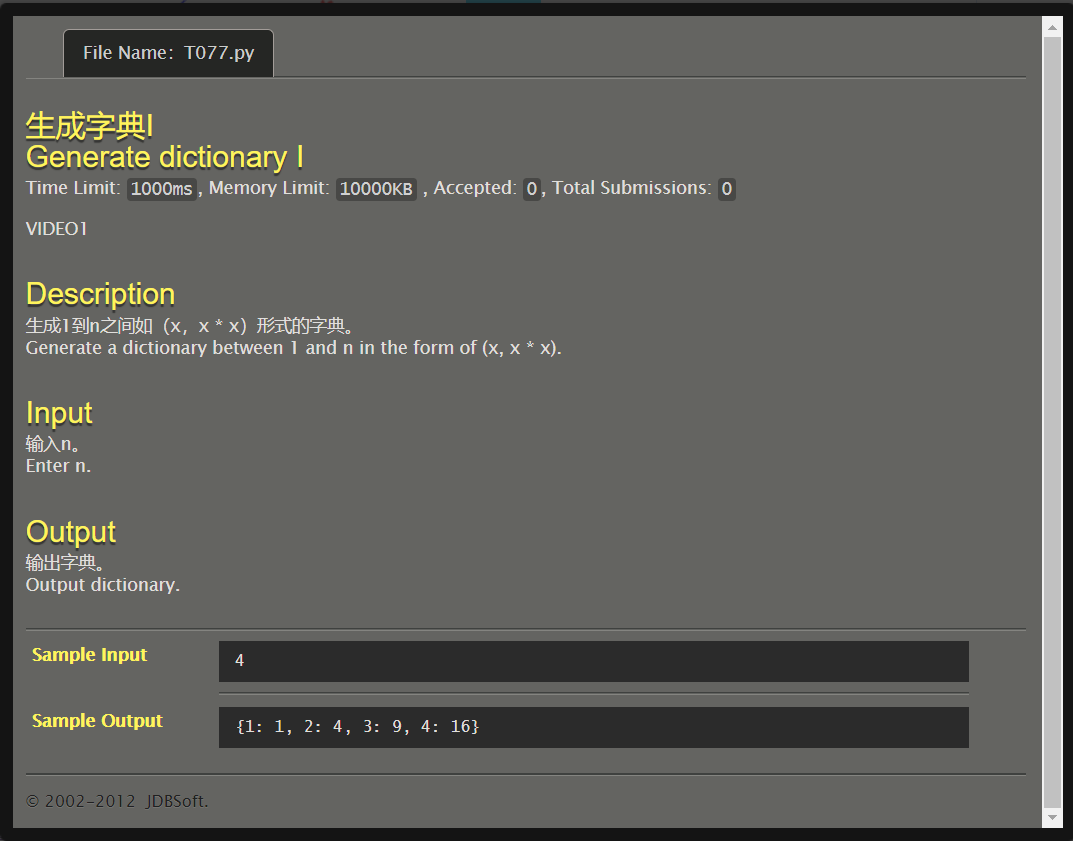 File Name: T077.py
生成字典I
Generate dictionary I
Time Limit: 1000ms, Memory Limit: 10000KB , Accepted: 0, Total Submissions: 0
VIDEO1
Description
生成1到n之间如（x，x * x）形式的字典。
Generate a dictionary between 1 and n in the form of (x, x * x).
Input
输入n。
Enter n.
Output
输出字典。
Output dictionary.
Sample Input
4
Sample Output
{1: 1, 2: 4, 3: 9, 4: 16}
© 2002-2012 JDBSoft.